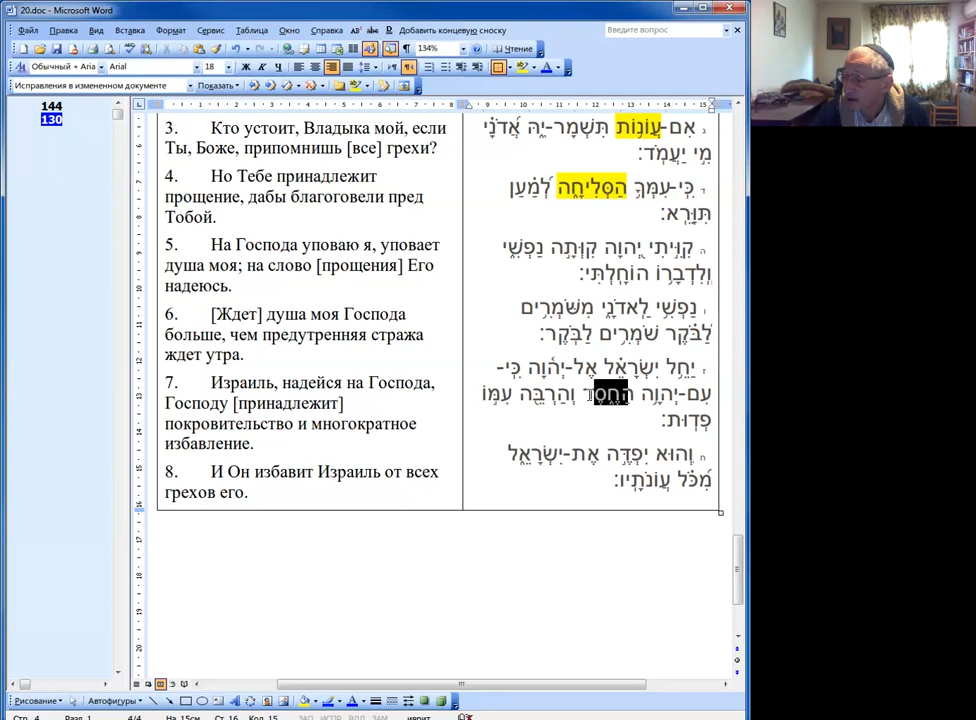 20.doc - Microsoft Word
Файл Правка Вид Вставка Формат Сервис Таблица Окно Справка Добавить концевую сноску Введите вопрос
134% Чтение
Обычный + Aria Arial 18 Ж К Ч
Исправления в измененном документе Показать
144
130
3. Кто устоит, Владыка мой, если
Ты, Боже, припомнишь [все] грехи?
4. Но Тебе принадлежит
прощение, дабы благоговели пред
Тобой.
5. На Господа уповаю я, уповает
душа моя; на слово [прощения] Его
надеюсь.
6. [Ждет] душа моя Господа
больше, чем предутренняя стража
ждет утра.
7. Израиль, надейся на Господа,
Господу [принадлежит]
покровительство и многократное
избавление.
8. И Он избавит Израиль от всех
грехов его.
ג אִם-עֲוֺנוֹת תִּשְׁמָר-יָהּ אֲדֹנָי
מִי יַעֲמֹד:
ד כִּי-עִמְּךָ הַסְּלִיחָה לְמַעַן
תִּוָּרֵא:
ה קִוִּיתִי יְהוָה קִוְּתָה נַפְשִׁי
וְלִדְבָרוֹ הוֹחָלְתִּי:
ו נַפְשִׁי לַאדֹנָי מִשֹּׁמְרִים
לַבֹּקֶר שֹׁמְרִים לַבֹּקֶר:
ז יַחֵל יִשְׂרָאֵל אֶל-יְהוָה כִּי-
עִם-יְהוָה הַחֶסֶד וְהַרְבֵּה עִמּוֹ
פְדוּת:
ח וְהוּא יִפְדֶּה אֶת-יִשְׂרָאֵל
מִכֹּל עֲוֺנֹתָיו:
Рисование Автофигуры
Стр. 4 Разд 1 4/4 На 15см Ст 16 Кол 15 ЗАП ИСПР ВДЛ ЗАМ иврит